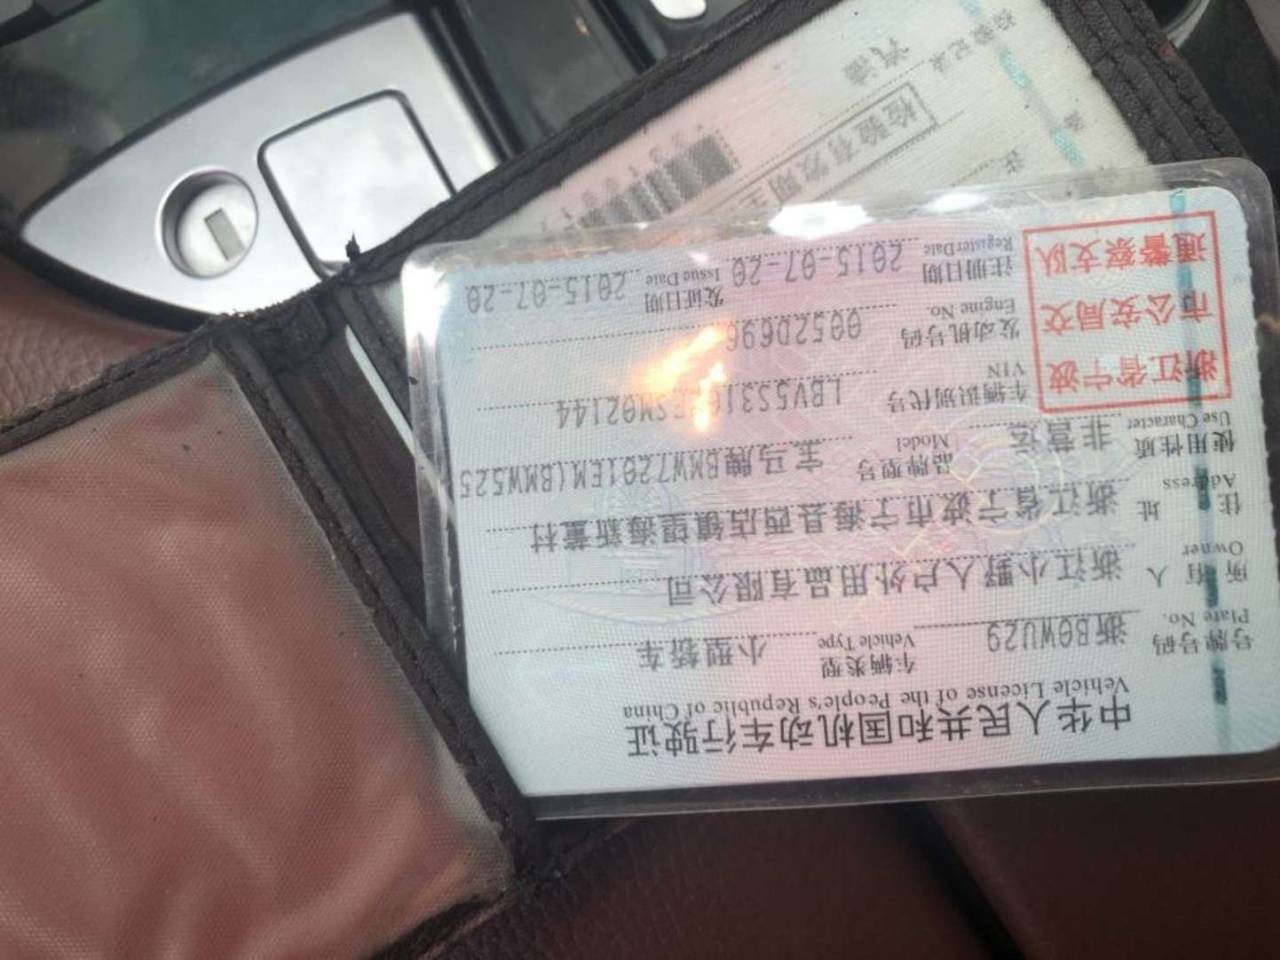 中华人民共和国机动车行驶证
Vehicle License of the People's Republic of China
号牌号码 浙B0WU29 车辆类型 小型轿车
Plate No. Vehicle Type
所有人 浙江小野人户外用品有限公司
Owner
住址 浙江省宁波市宁海县西店镇望海新董村
Address
使用性质 非营运 品牌型号 宝马牌BMW7201EM(BMW525
Use Character Model
车辆识别代号
VIN
发动机号码
Engine No.
注册日期 2015-07-20 发证日期 2015-07-20
Register Date Issue Date
浙江省宁波
市公安局交
通警察支队
检验记录
汽油
检验有效期